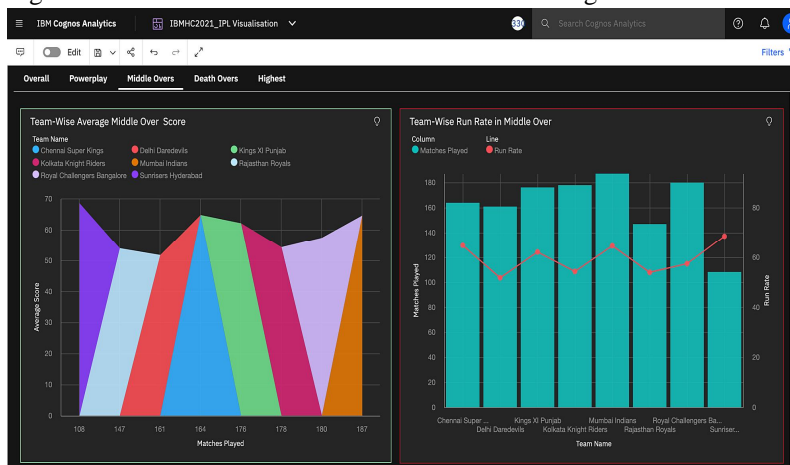 IBM Cognos Analytics
IBMHC2021_IPL Visualisation
Search Cognos Analytics
Edit
Filters
Overall Powerplay Middle Overs Death Overs Highest
Team-Wise Average Middle Over Score
Team Name
Chennai Super Kings Delhi Daredevils Kings XI Punjab
Kolkata Knight Riders Mumbai Indians Rajasthan Royals
Royal Challengers Bangalore Sunrisers Hyderabad
70
60
50
40
30
20
10
0
Average Score
108 147 161 164 176 178 180 187
Matches Played
Team-Wise Run Rate in Middle Over
Column Line
Matches Played Run Rate
180
160
140
120
100
80
60
40
20
0
Matches Played
80
60
40
20
0
Run Rate
Chennai Super ... Kings XI Punjab Mumbai Indians Royal Challengers Ba...
Delhi Daredevils Kolkata Knight Riders Rajasthan Royals Sunriser...
Team Name